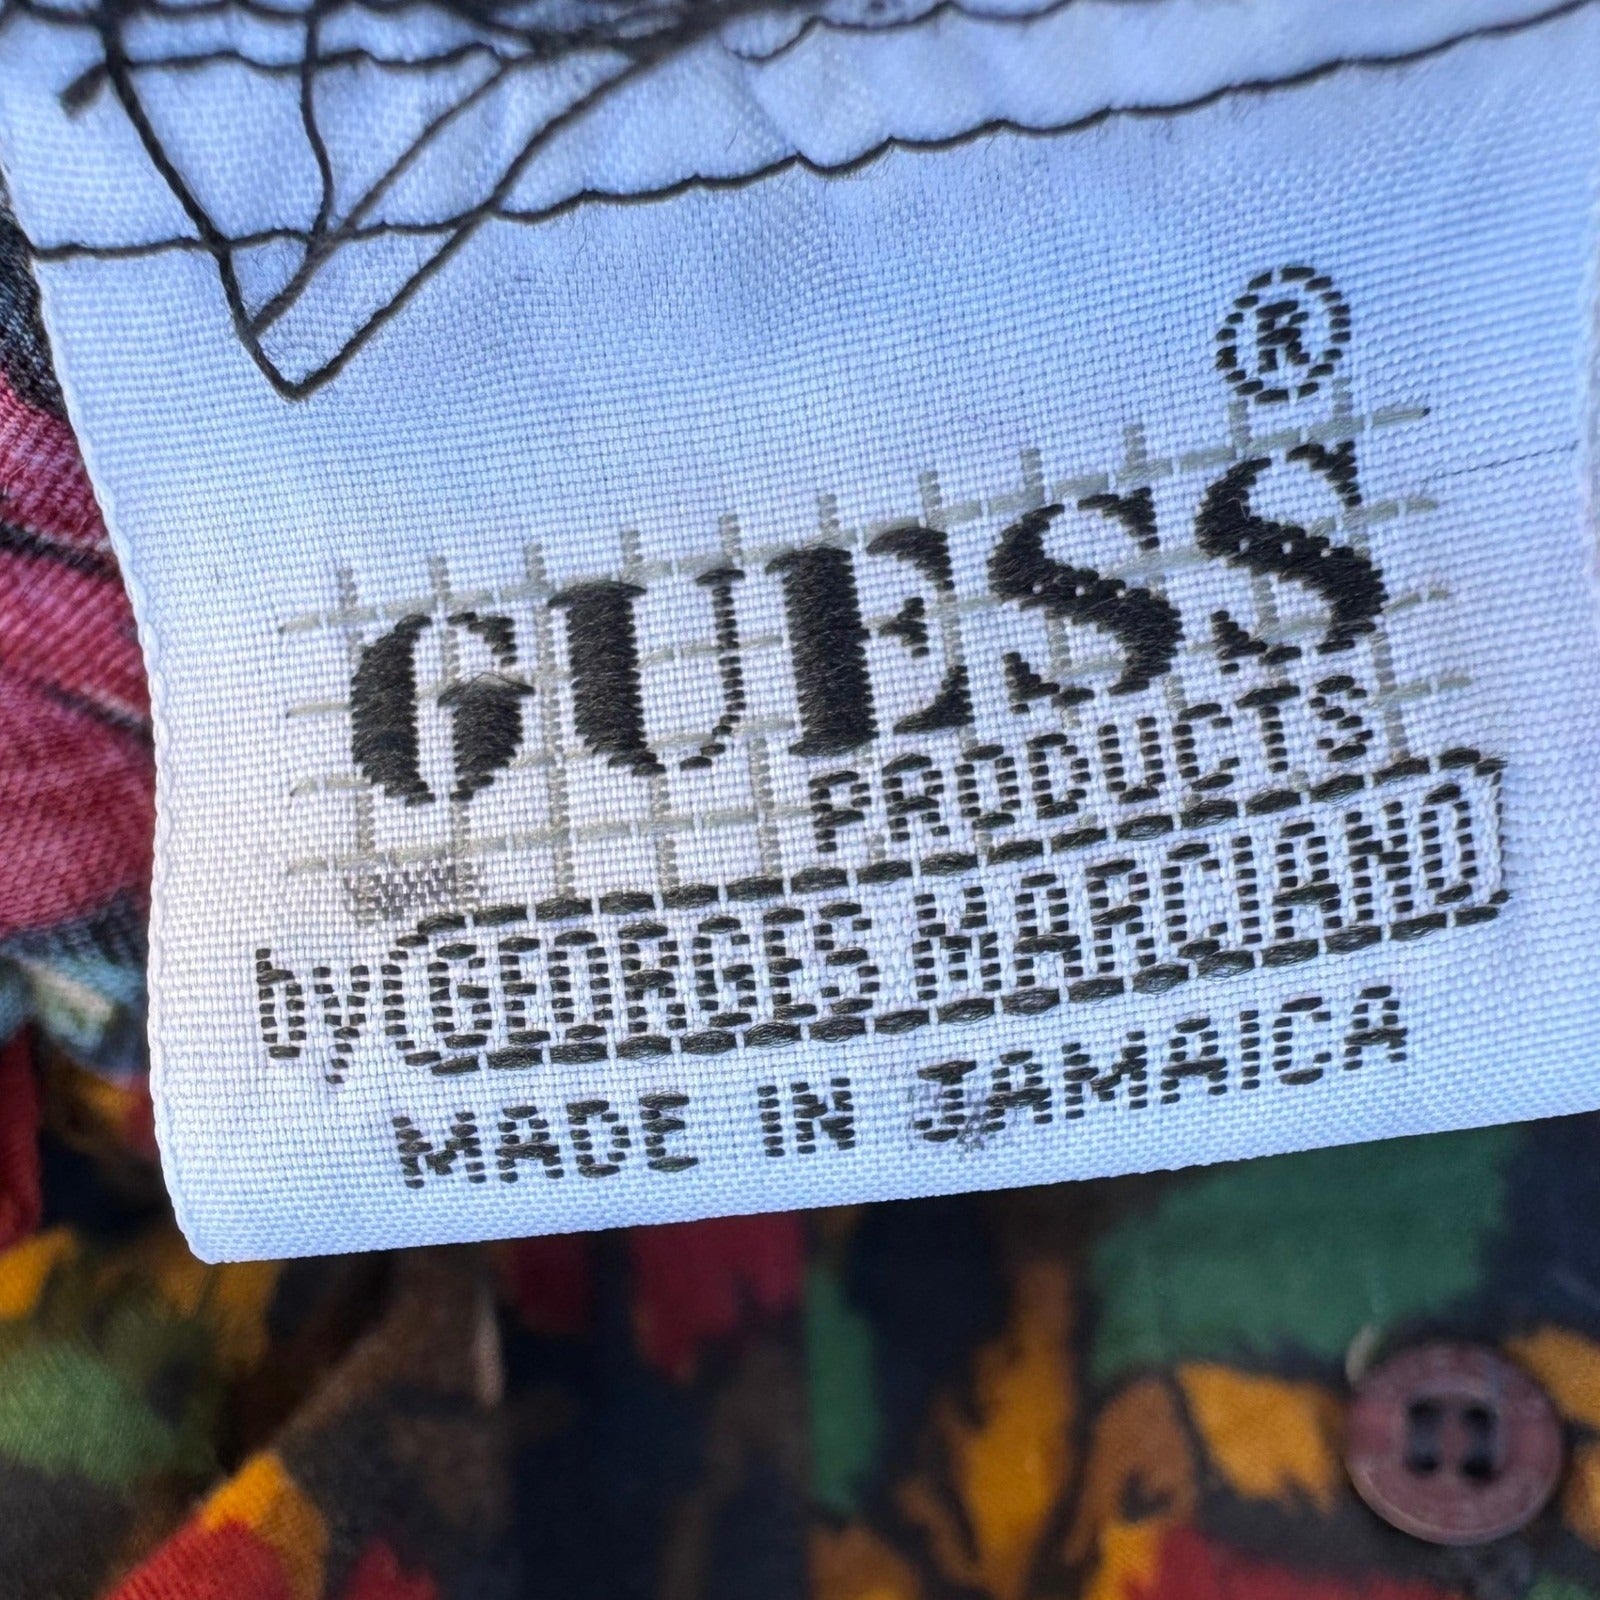 GUESS®
PRODUCTS
by GEORGES MARCIANO
MADE IN JAMAICA